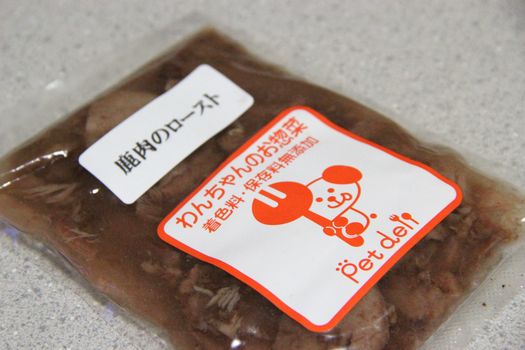 鹿肉のロースト
わんちゃんのお惣菜
着色料・保存料無添加
Pet deli